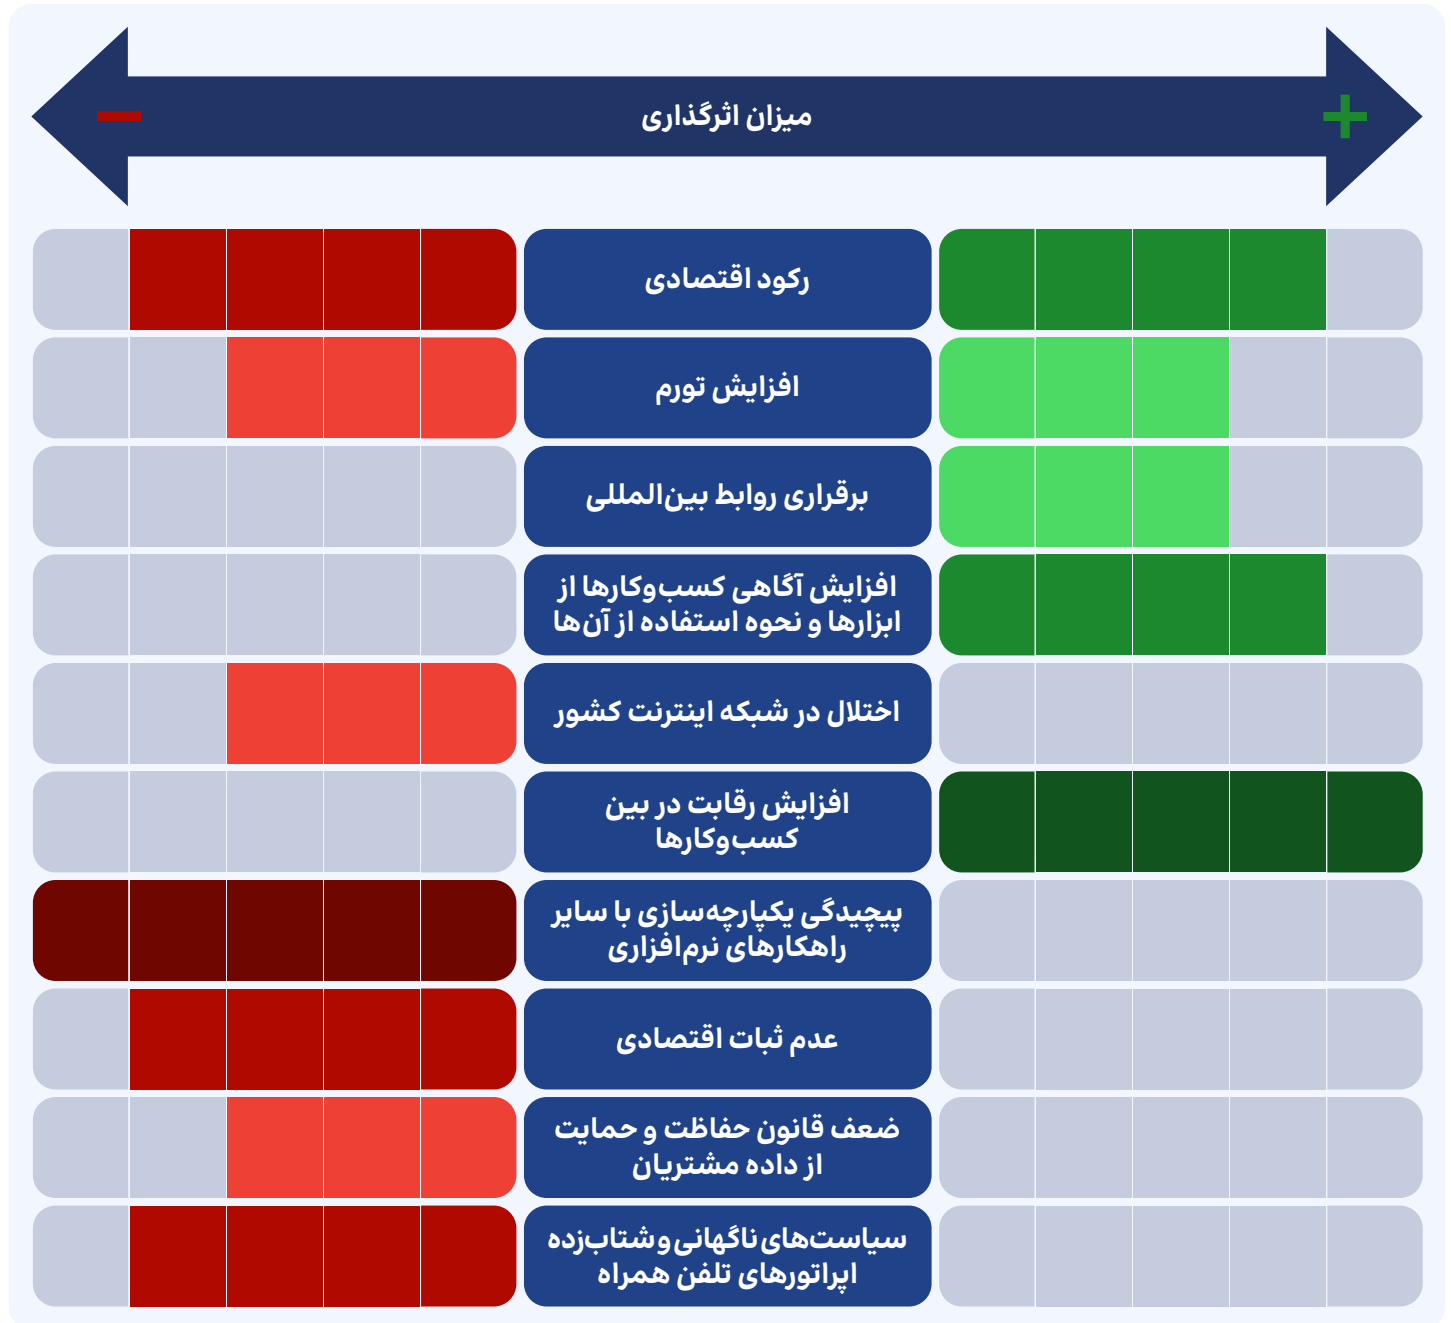 میزان اثرگذاری
+
−
رکود اقتصادی
افزایش تورم
برقراری روابط بین‌المللی
افزایش آگاهی کسب‌وکارها از
ابزارها و نحوه استفاده از آن‌ها
اختلال در شبکه اینترنت کشور
افزایش رقابت در بین
کسب‌وکارها
پیچیدگی یکپارچه‌سازی با سایر
راهکارهای نرم‌افزاری
عدم ثبات اقتصادی
ضعف قانون حفاظت و حمایت
از داده مشتریان
سیاست‌های ناگهانی و شتاب‌زده
اپراتورهای تلفن همراه